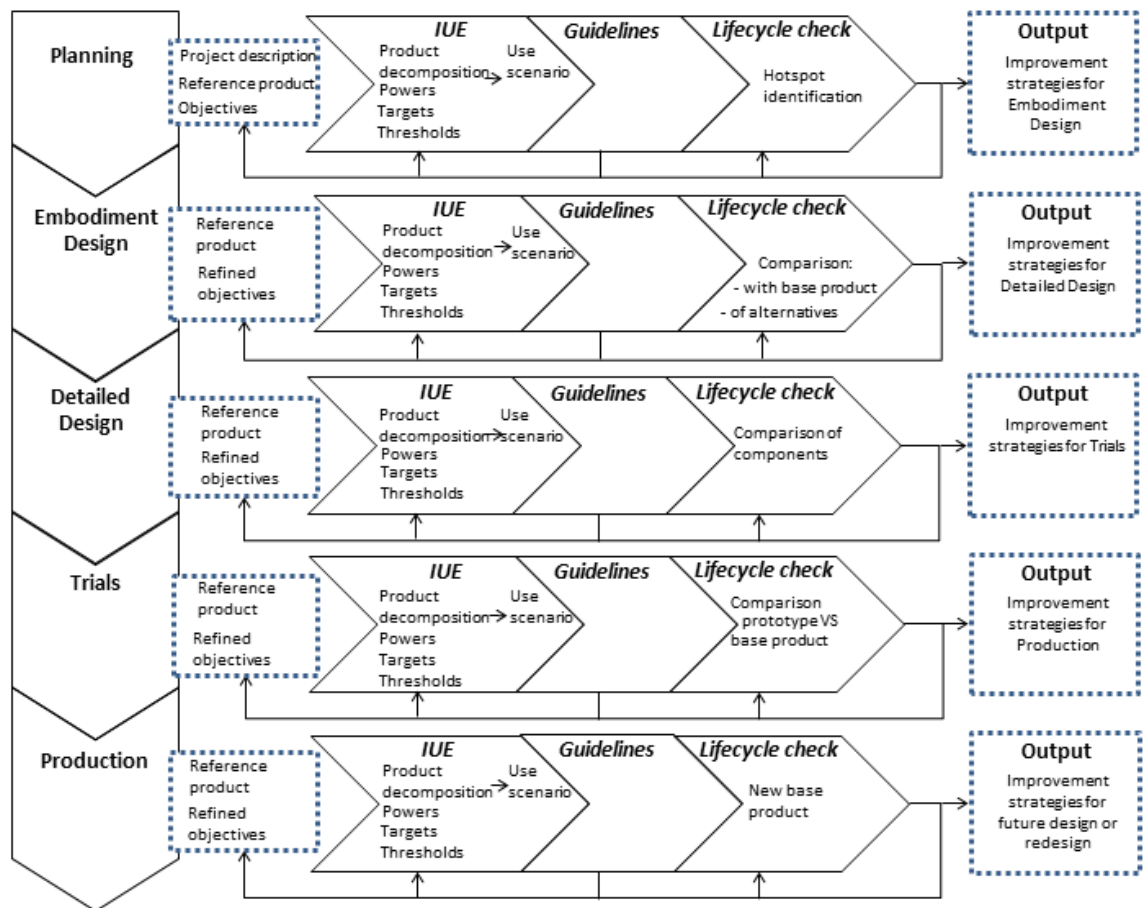 Planning
Project description
Reference product
Objectives
IUE
Product
decomposition
Powers
Targets
Thresholds
Use
scenario
Guidelines
Lifecycle check
Hotspot
identification
Output
Improvement
strategies for
Embodiment
Design
Embodiment
Design
Reference
product
Refined
objectives
IUE
Product
decomposition
Powers
Targets
Thresholds
Use
scenario
Guidelines
Lifecycle check
Comparison:
- with base product
- of alternatives
Output
Improvement
strategies for
Detailed Design
Detailed
Design
Reference
product
Refined
objectives
IUE
Product
decomposition
Powers
Targets
Thresholds
Use
scenario
Guidelines
Lifecycle check
Comparison of
components
Output
Improvement
strategies for Trials
Trials
Reference
product
Refined
objectives
IUE
Product
decomposition
Powers
Targets
Thresholds
Use
scenario
Guidelines
Lifecycle check
Comparison
prototype VS
base product
Output
Improvement
strategies for
Production
Production
Reference
product
Refined
objectives
IUE
Product
decomposition
Powers
Targets
Thresholds
Use
scenario
Guidelines
Lifecycle check
New base
product
Output
Improvement
strategies for
future design or
redesign